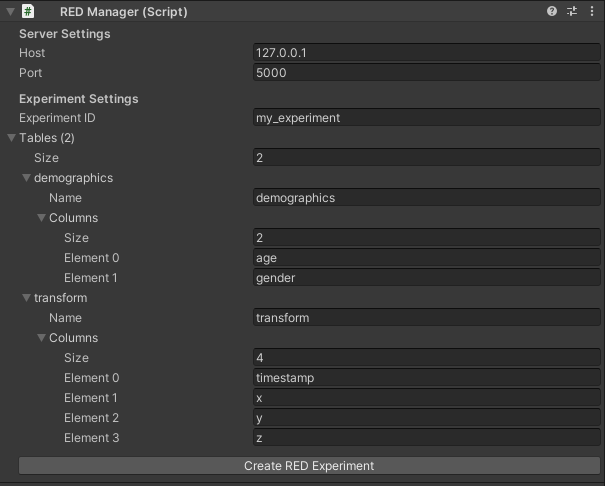 RED Manager (Script)
Server Settings
Host 127.0.0.1
Port 5000
Experiment Settings
Experiment ID my_experiment
Tables (2)
Size 2
demographics
Name demographics
Columns
Size 2
Element 0 age
Element 1 gender
transform
Name transform
Columns
Size 4
Element 0 timestamp
Element 1 x
Element 2 y
Element 3 z
Create RED Experiment